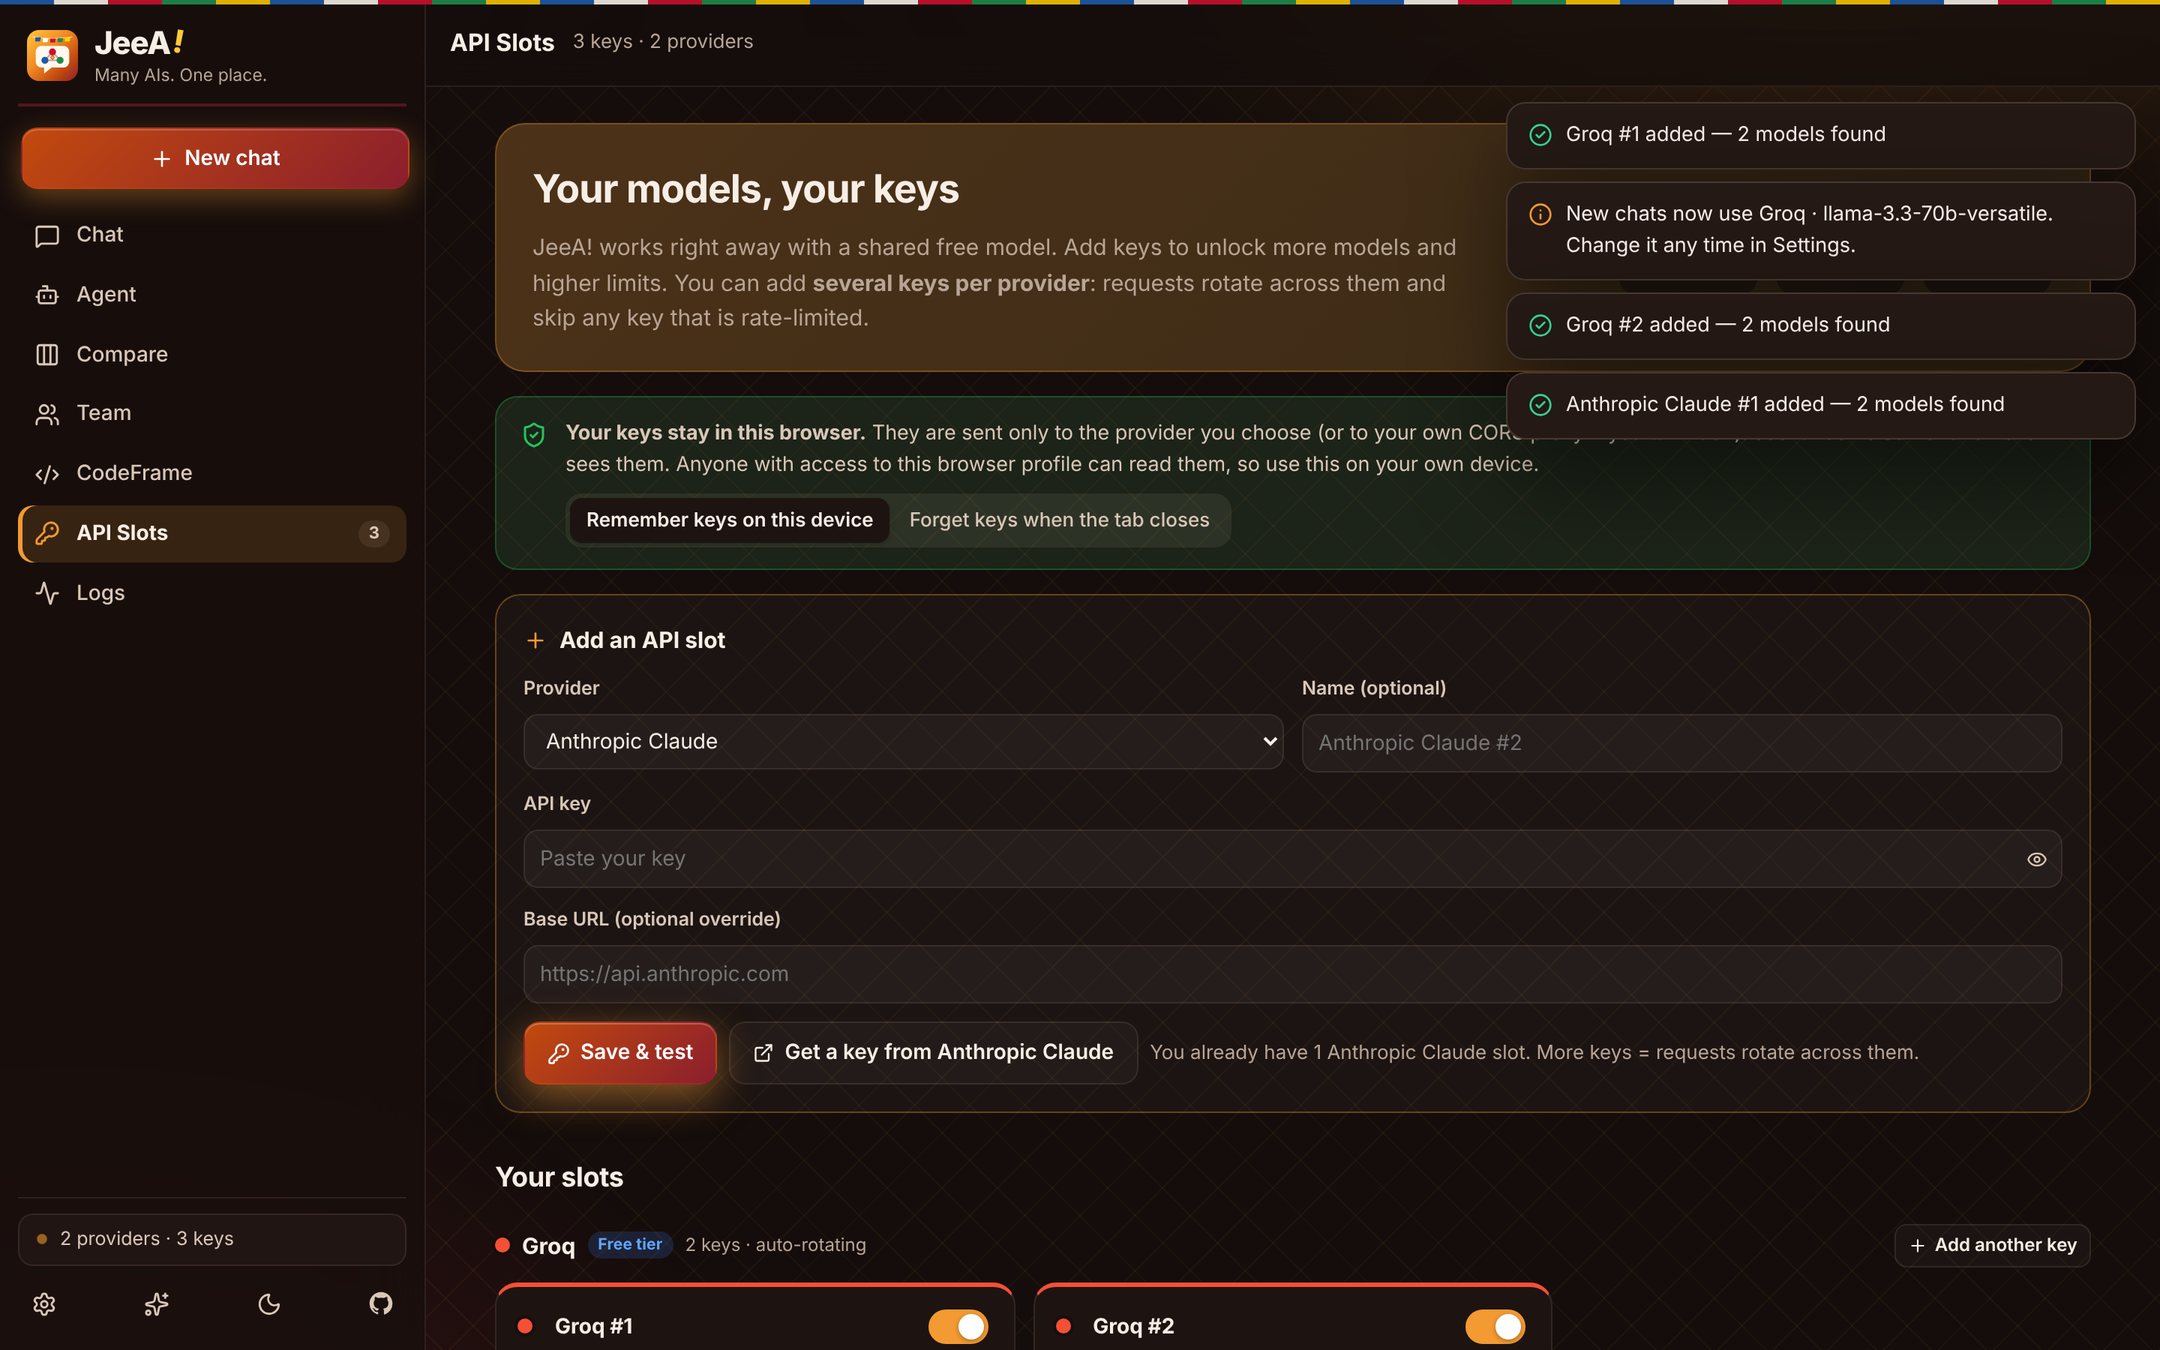 JeeA!
Many AIs. One place.
New chat
Chat
Agent
Compare
Team
CodeFrame
API Slots 3
Logs
2 providers · 3 keys
API Slots 3 keys · 2 providers
Your models, your keys
JeeA! works right away with a shared free model. Add keys to unlock more models and
higher limits. You can add several keys per provider: requests rotate across them and
skip any key that is rate-limited.
Groq #1 added — 2 models found
New chats now use Groq · llama-3.3-70b-versatile.
Change it any time in Settings.
Groq #2 added — 2 models found
Anthropic Claude #1 added — 2 models found
Your keys stay in this browser. They are sent only to the provider you choose (or to your own CORS
sees them. Anyone with access to this browser profile can read them, so use this on your own device.
Remember keys on this device
Forget keys when the tab closes
Add an API slot
Provider
Name (optional)
Anthropic Claude
Anthropic Claude #2
API key
Paste your key
Base URL (optional override)
https://api.anthropic.com
Save & test
Get a key from Anthropic Claude
You already have 1 Anthropic Claude slot. More keys = requests rotate across them.
Your slots
Groq Free tier 2 keys · auto-rotating
Add another key
Groq #1
Groq #2